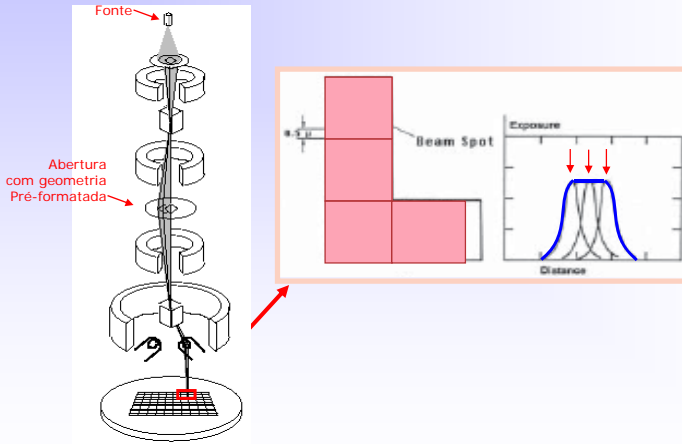 Fonte
Abertura
com geometria
Pré-formatada
Beam Spot
Exposure
Distance